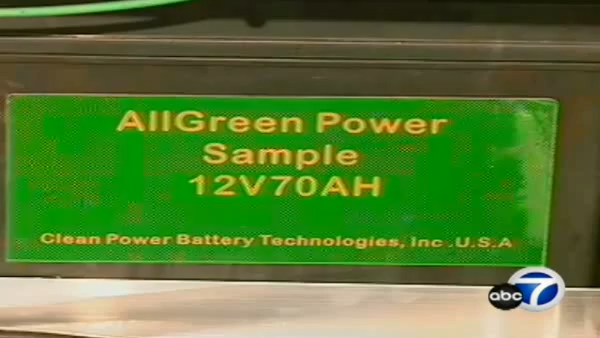 AllGreen Power
Sample
12V70AH
Clean Power Battery Technologies, Inc .U.S.A
abc 7